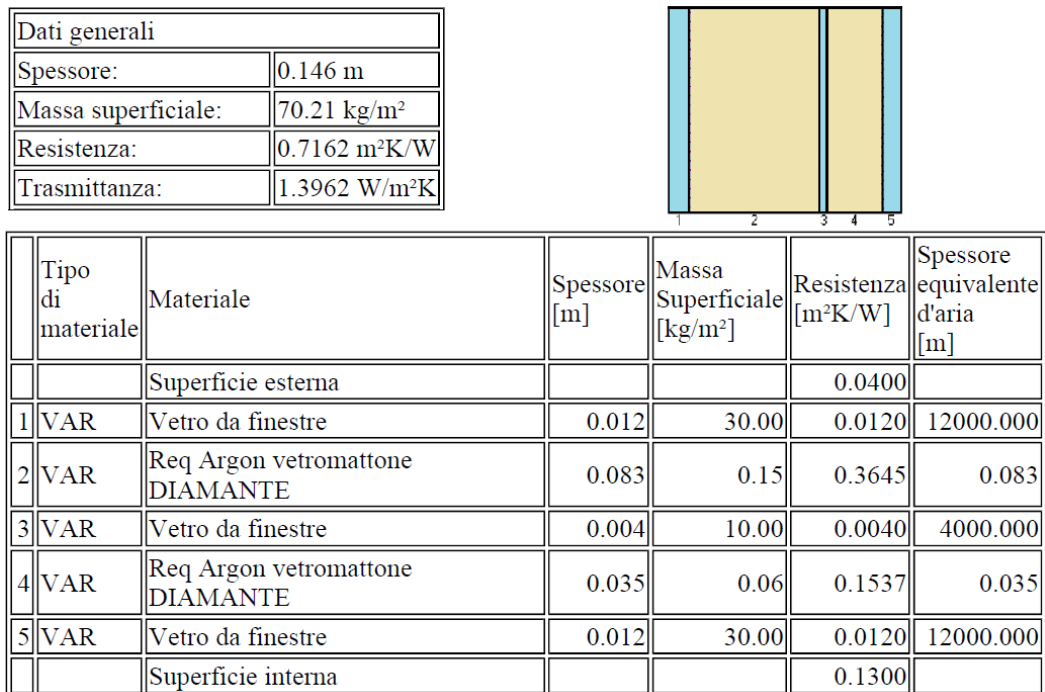 Dati generali
Spessore: 0.146 m
Massa superficiale: 70.21 kg/m²
Resistenza: 0.7162 m²K/W
Trasmittanza: 1.3962 W/m²K
1 2 3 4 5
Tipo di materiale Materiale Spessore [m] Massa Superficiale [kg/m²] Resistenza [m²K/W] Spessore equivalente d'aria [m]
Superficie esterna 0.0400
1 VAR Vetro da finestre 0.012 30.00 0.0120 12000.000
2 VAR Req Argon vetromattone DIAMANTE 0.083 0.15 0.3645 0.083
3 VAR Vetro da finestre 0.004 10.00 0.0040 4000.000
4 VAR Req Argon vetromattone DIAMANTE 0.035 0.06 0.1537 0.035
5 VAR Vetro da finestre 0.012 30.00 0.0120 12000.000
Superficie interna 0.1300